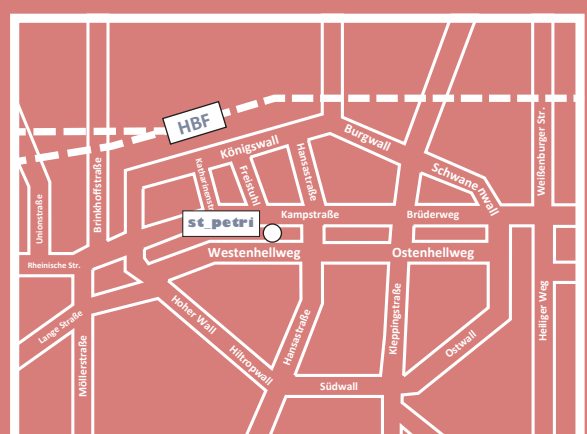 HBF
Königswall
Burgwall
Schwanenwall
Weißenburger Str.
Brinkhoffstraße
Unionstraße
Katharinenstr
Freistuhl
Hansastraße
st_petri
Kampstraße
Brüderweg
Westenhellweg
Ostenhellweg
Rheinische Str.
Lange Straße
Möllerstraße
Hoher Wall
Hiltropwall
Hansastraße
Kleppingstraße
Ostwall
Südwall
Heiliger Weg